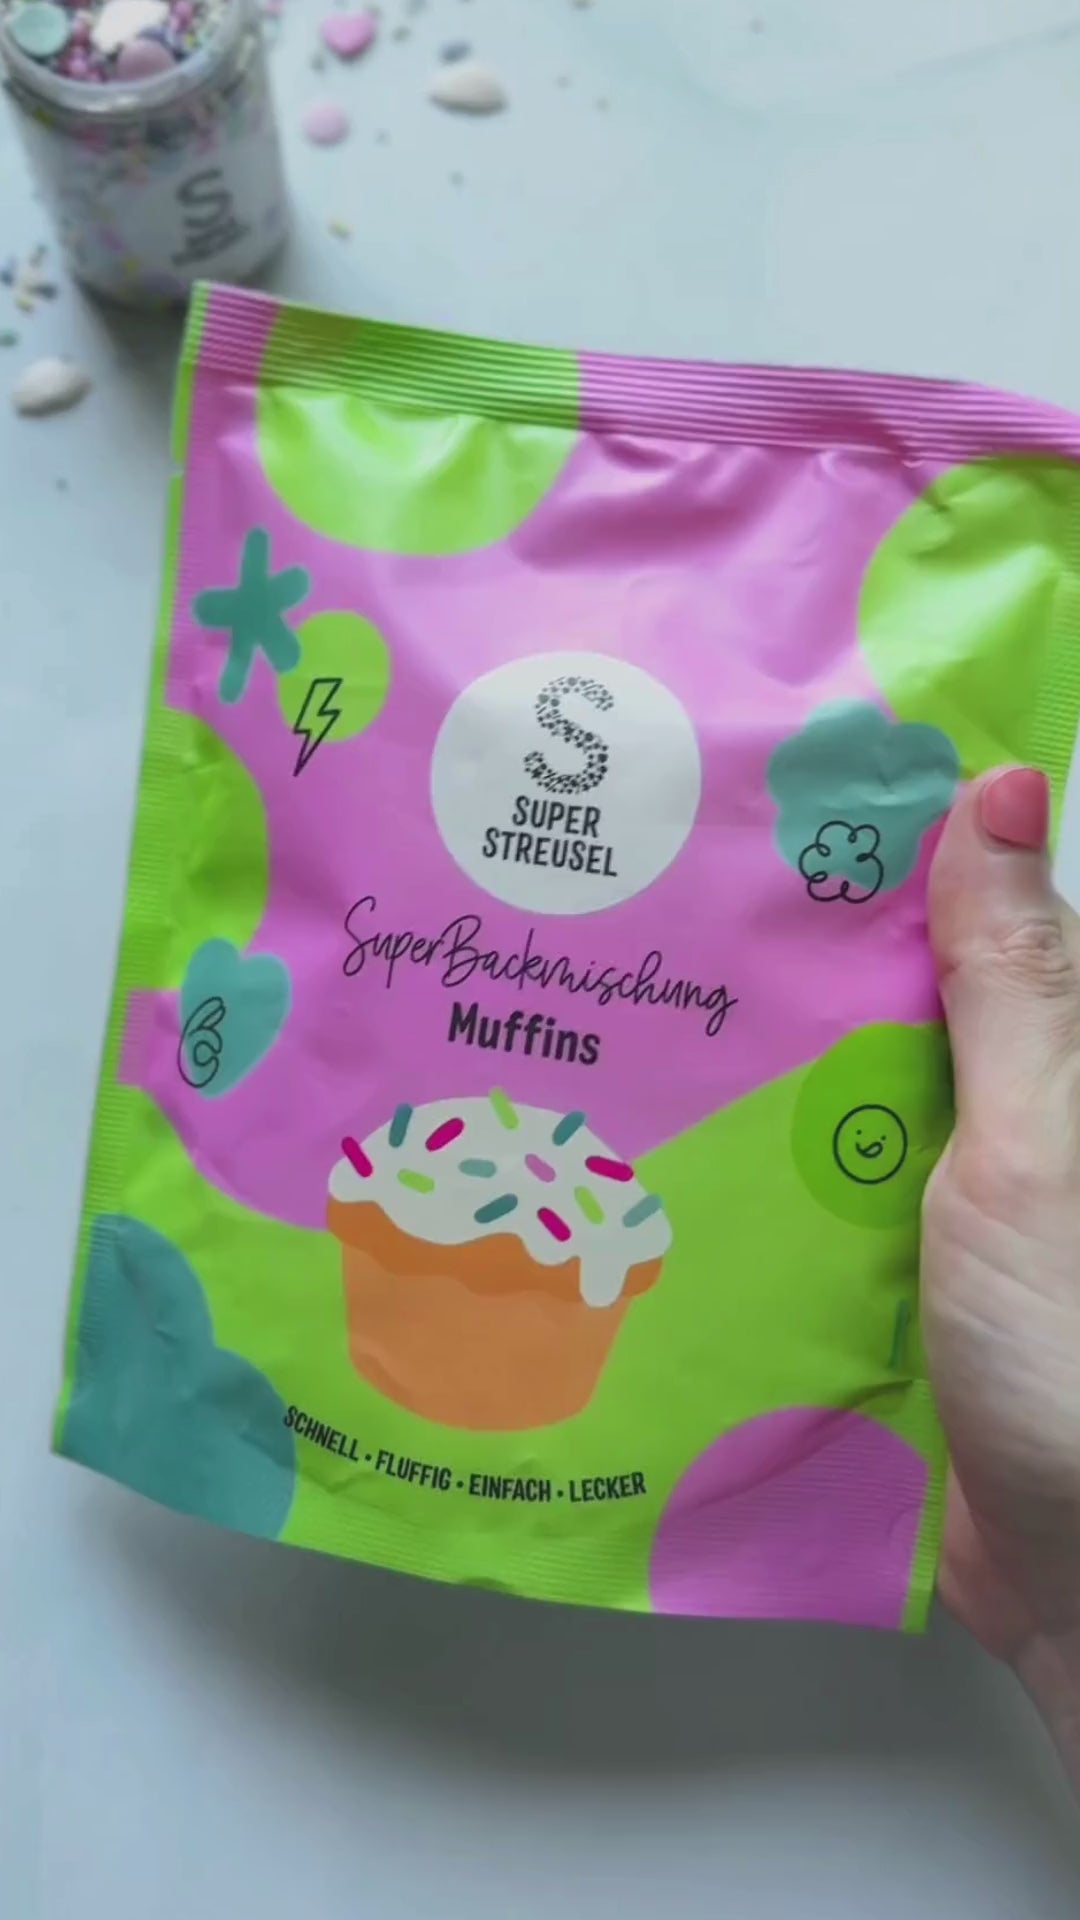 S
S
SUPER
STREUSEL
SuperBackmischung
Muffins
SCHNELL • FLUFFIG • EINFACH • LECKER